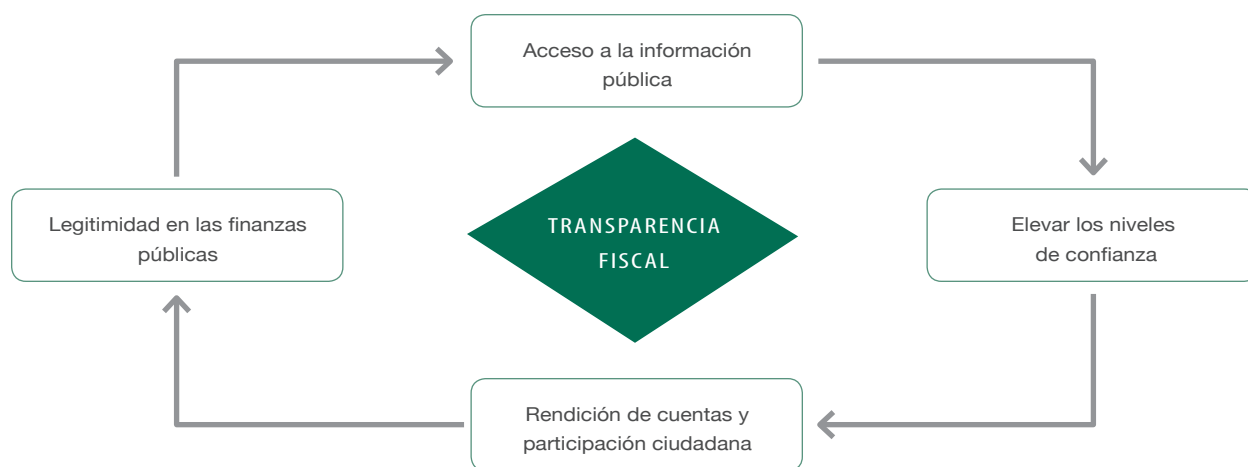 Acceso a la información
pública
Legitimidad en las finanzas
públicas
TRANSPARENCIA
FISCAL
Elevar los niveles
de confianza
Rendición de cuentas y
participación ciudadana